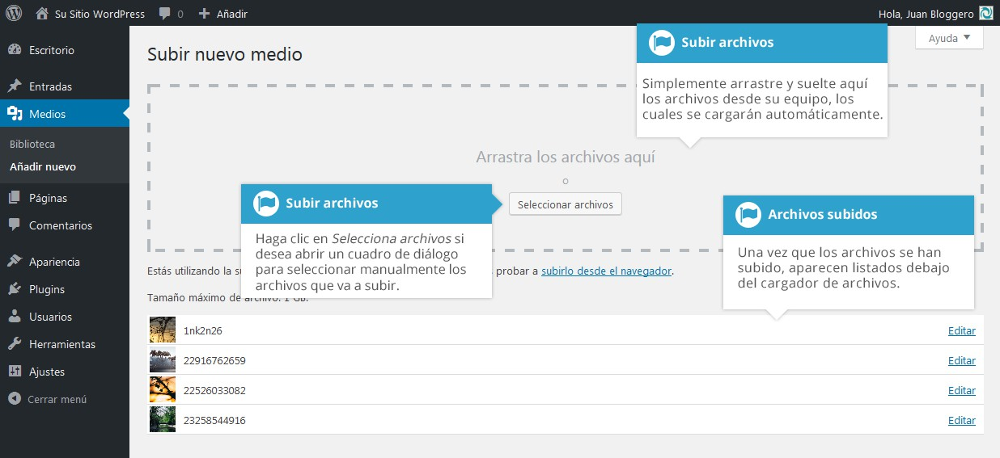 Su Sitio WordPress
0
Añadir
Hola, Juan Bloggero
Ayuda
Escritorio
Entradas
Medios
Biblioteca
Añadir nuevo
Páginas
Comentarios
Apariencia
Plugins
Usuarios
Herramientas
Ajustes
Cerrar menú
Subir nuevo medio
Subir archivos
Simplemente arrastre y suelte aquí
los archivos desde su equipo, los
cuales se cargarán automáticamente.
Arrastra los archivos aquí
o
Seleccionar archivos
Subir archivos
Haga clic en Selecciona archivos si
desea abrir un cuadro de diálogo
para seleccionar manualmente los
archivos que va a subir.
Archivos subidos
Una vez que los archivos se han
subido, aparecen listados debajo
del cargador de archivos.
Estás utilizando la probar a subirlo desde el navegador.
Tamaño máximo de archivo: 1 GB.
1nk2n26 Editar
22916762659 Editar
22526033082 Editar
23258544916 Editar